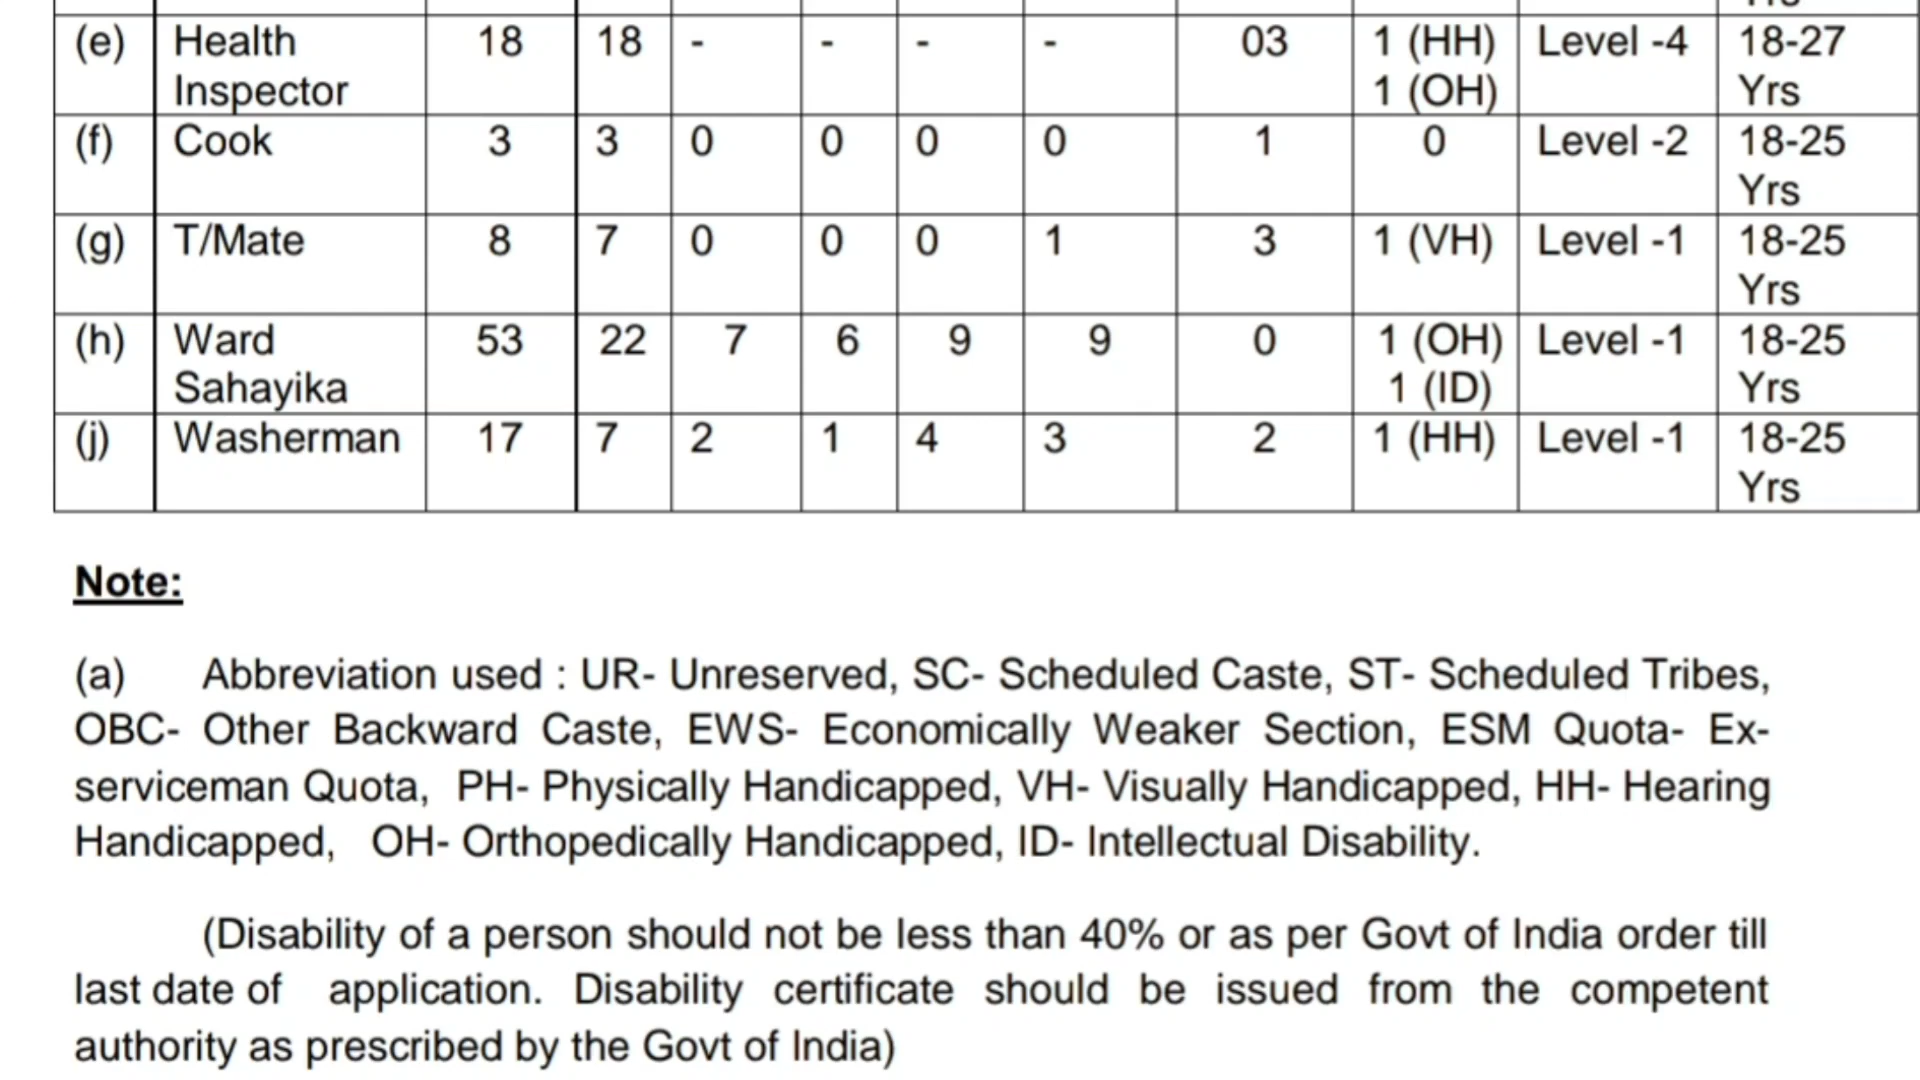 (e) Health 18 18 - - - - 03 1 (HH) Level -4 18-27
Inspector 1 (OH) Yrs
(f) Cook 3 3 0 0 0 0 1 0 Level -2 18-25
Yrs
(g) T/Mate 8 7 0 0 0 1 3 1 (VH) Level -1 18-25
Yrs
(h) Ward 53 22 7 6 9 9 0 1 (OH) Level -1 18-25
Sahayika 1 (ID) Yrs
(j) Washerman 17 7 2 1 4 3 2 1 (HH) Level -1 18-25
Yrs
Note:
(a) Abbreviation used : UR- Unreserved, SC- Scheduled Caste, ST- Scheduled Tribes,
OBC- Other Backward Caste, EWS- Economically Weaker Section, ESM Quota- Ex-
serviceman Quota, PH- Physically Handicapped, VH- Visually Handicapped, HH- Hearing
Handicapped, OH- Orthopedically Handicapped, ID- Intellectual Disability.
(Disability of a person should not be less than 40% or as per Govt of India order till
last date of application. Disability certificate should be issued from the competent
authority as prescribed by the Govt of India)